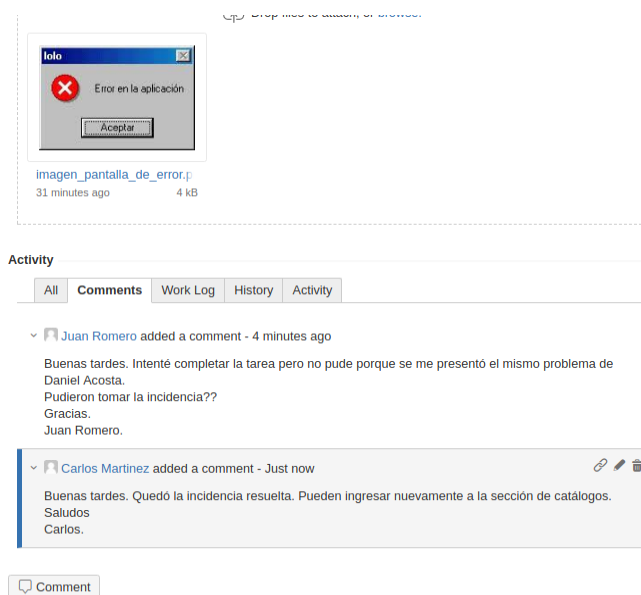 Drop files to attach, or browse.
lolo
Error en la aplicación
Aceptar
imagen_pantalla_de_error.p
31 minutes ago 4 kB
Activity
All Comments Work Log History Activity
Juan Romero added a comment - 4 minutes ago
Buenas tardes. Intenté completar la tarea pero no pude porque se me presentó el mismo problema de
Daniel Acosta.
Pudieron tomar la incidencia??
Gracias.
Juan Romero.
Carlos Martinez added a comment - Just now
Buenas tardes. Quedó la incidencia resuelta. Pueden ingresar nuevamente a la sección de catálogos.
Saludos
Carlos.
Comment